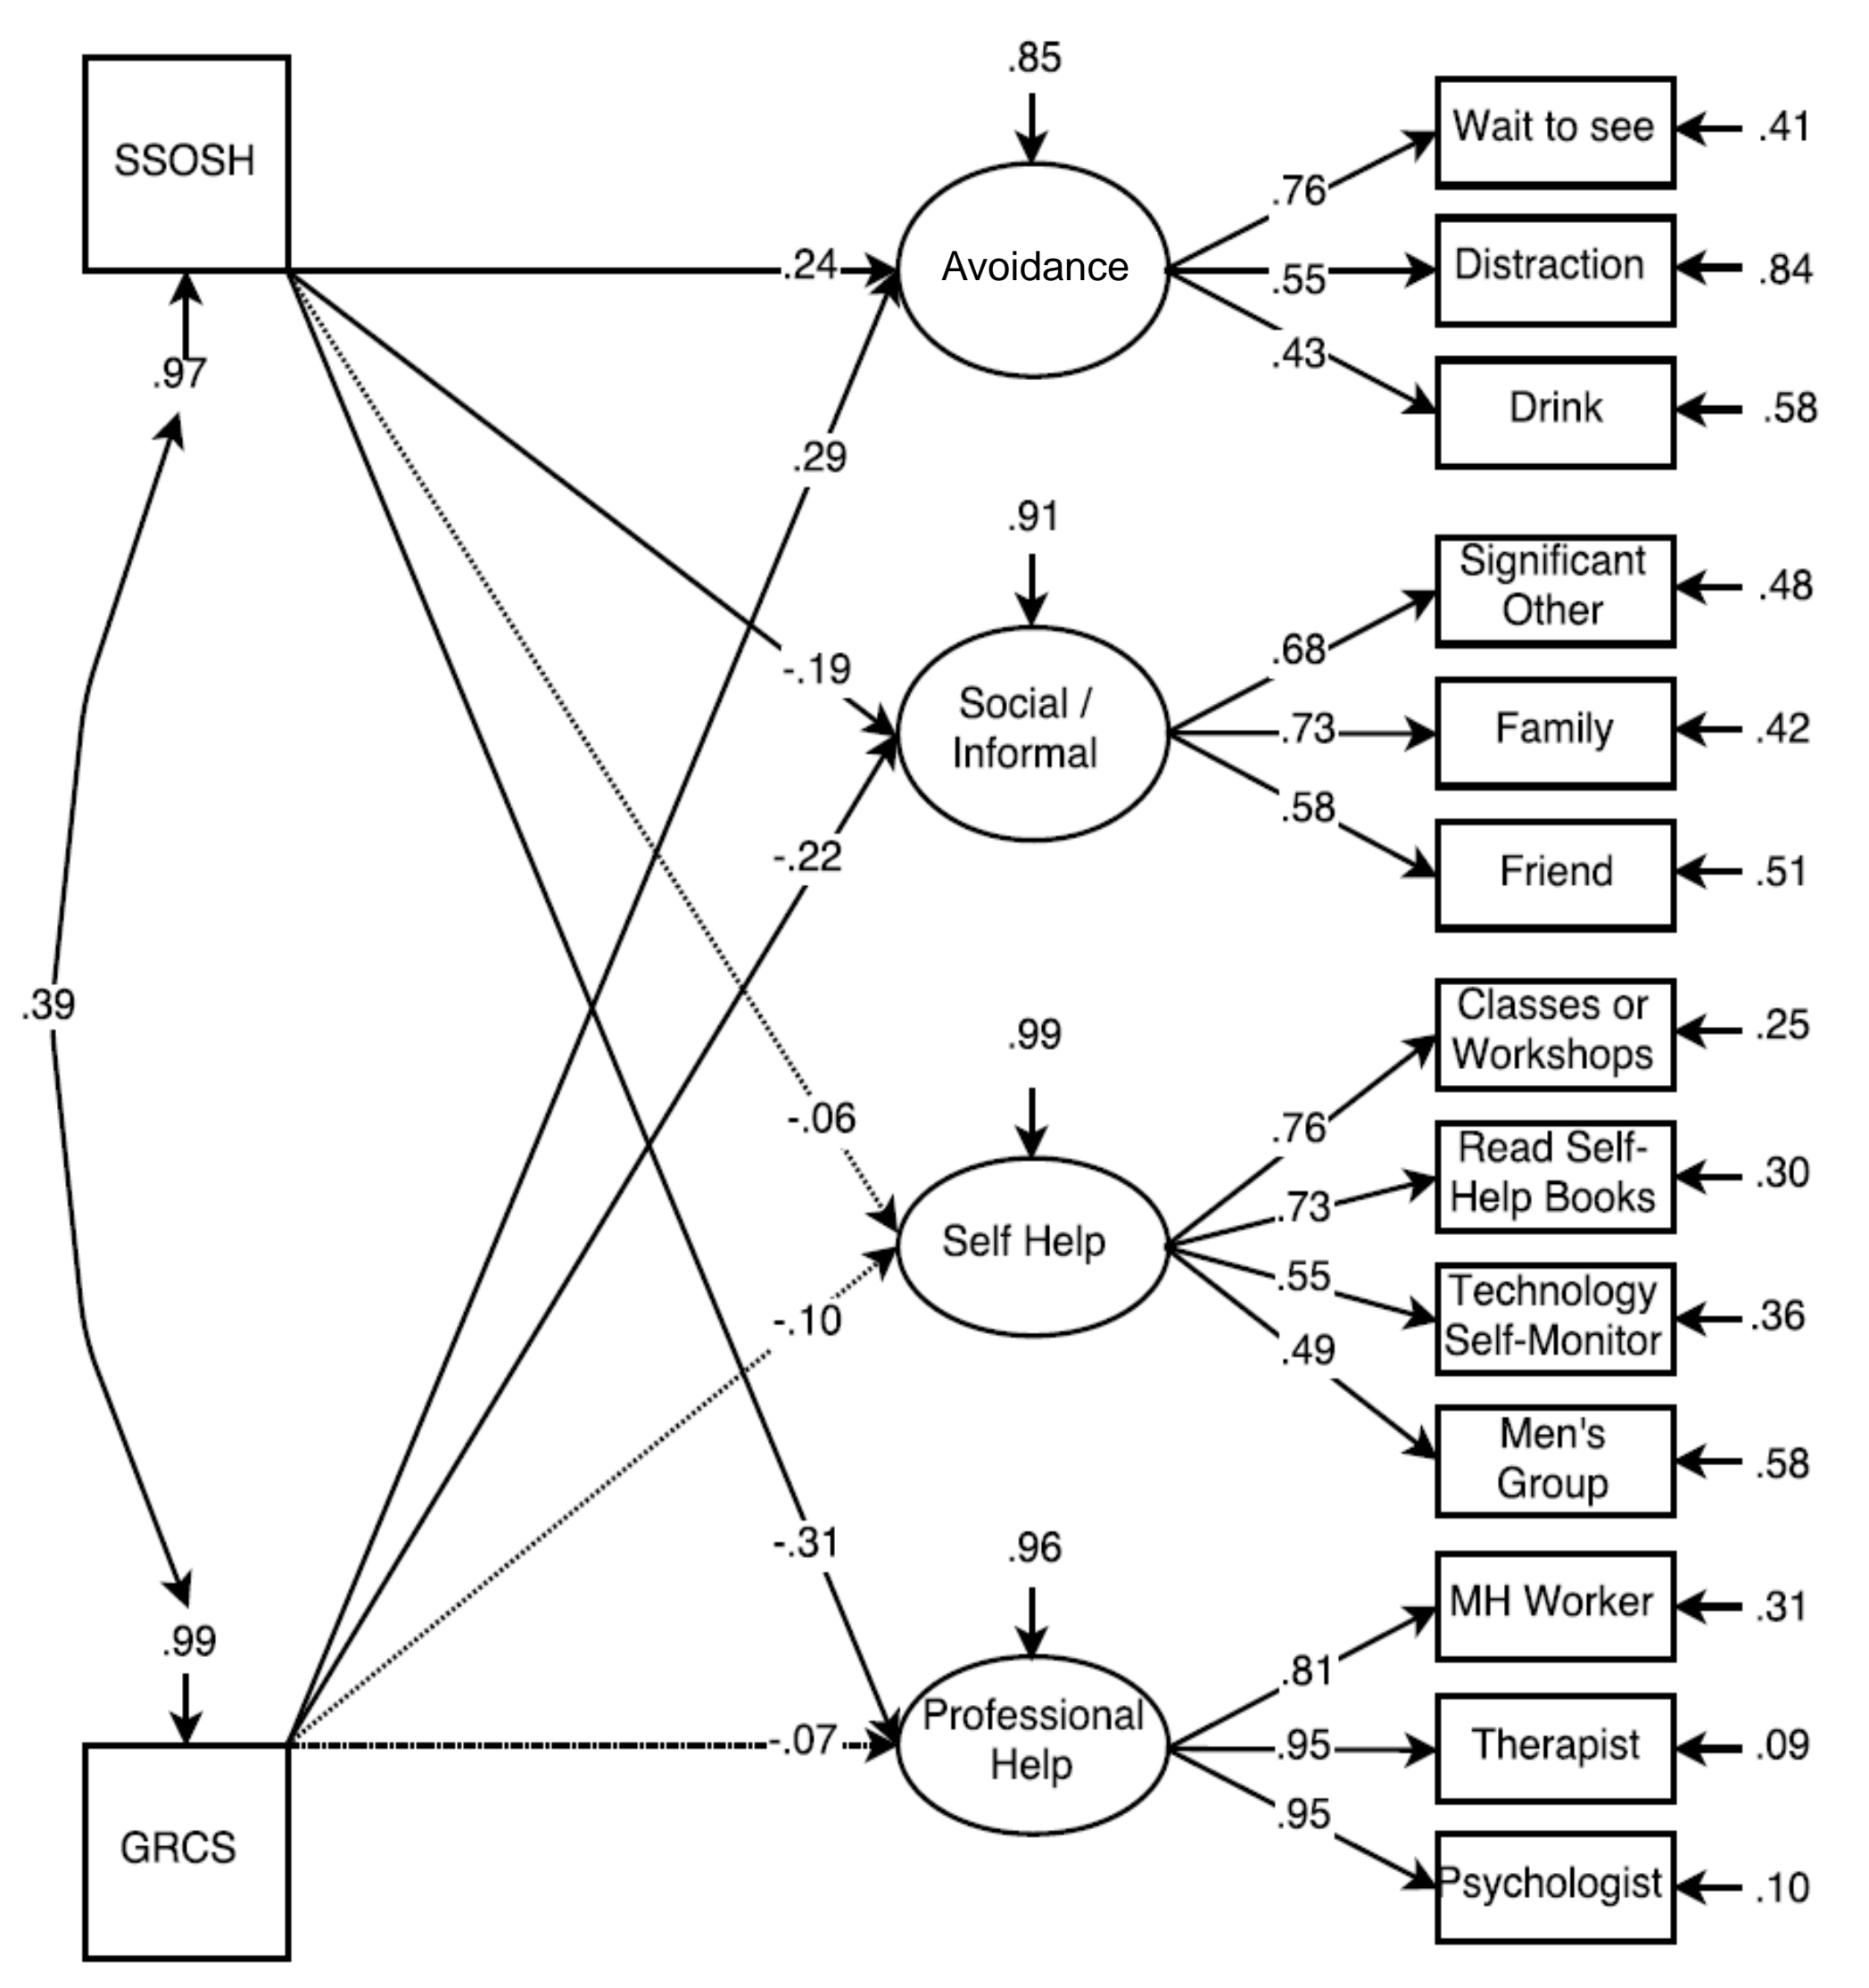 SSOSH
.97
.39
.99
GRCS
.24
.29
-.19
-.22
-.06
-.10
-.31
-.07
.85
Avoidance
.76
.55
.43
Wait to see
.41
Distraction
.84
Drink
.58
.91
Social /
Informal
.68
.73
.58
Significant
Other
.48
Family
.42
Friend
.51
.99
Self Help
.76
.73
.55
.49
Classes or
Workshops
.25
Read Self-
Help Books
.30
Technology
Self-Monitor
.36
Men's
Group
.58
.96
Professional
Help
.81
.95
.95
MH Worker
.31
Therapist
.09
Psychologist
.10